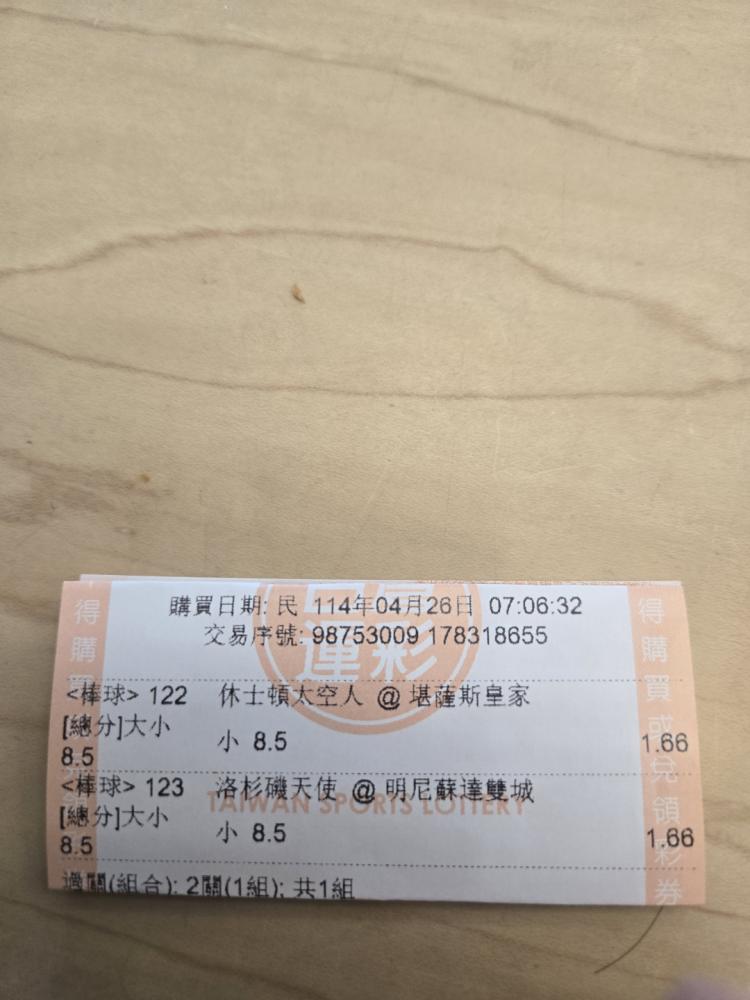 購買日期: 民 114年04月26日 07:06:32
交易序號: 98753009 178318655
運彩
<棒球> 122 休士頓太空人 @ 堪薩斯皇家
[總分]大小
8.5 小 8.5 1.66
<棒球> 123 洛杉磯天使 @ 明尼蘇達雙城
TAIWAN SPORTS LOTTERY
[總分]大小
8.5 小 8.5 1.66
過關(組合): 2關(1組); 共1組
得購買
得購買或兌領彩券